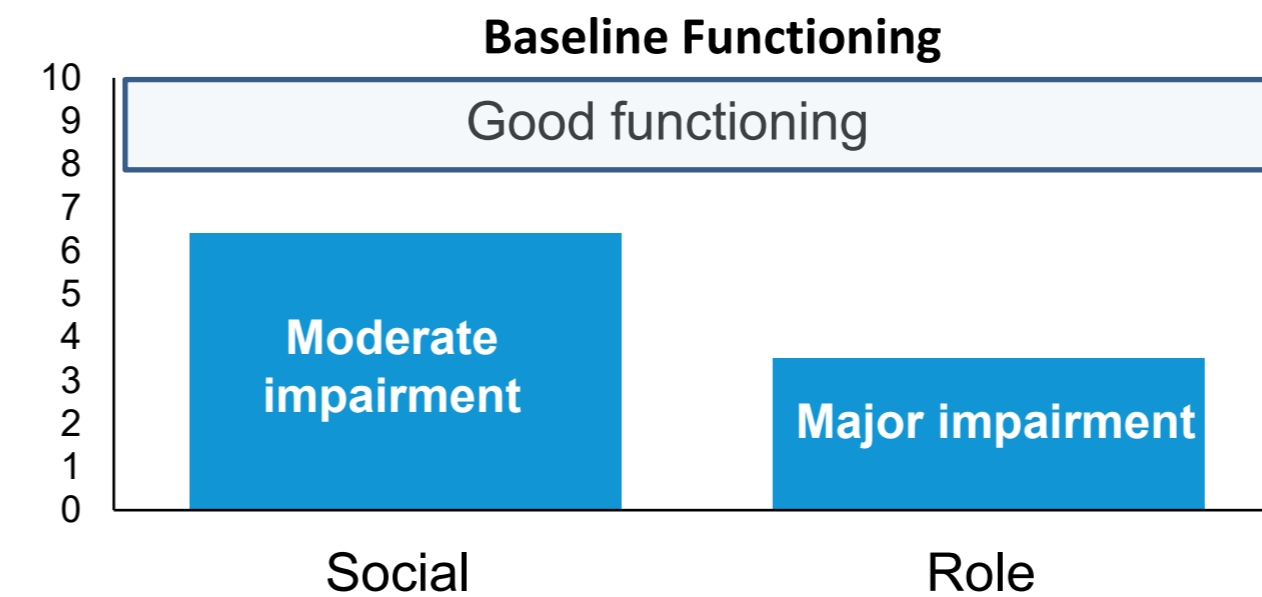 Baseline Functioning
10
9
8
7
6
5
4
3
2
1
0
Good functioning
Moderate
impairment
Major impairment
Social
Role